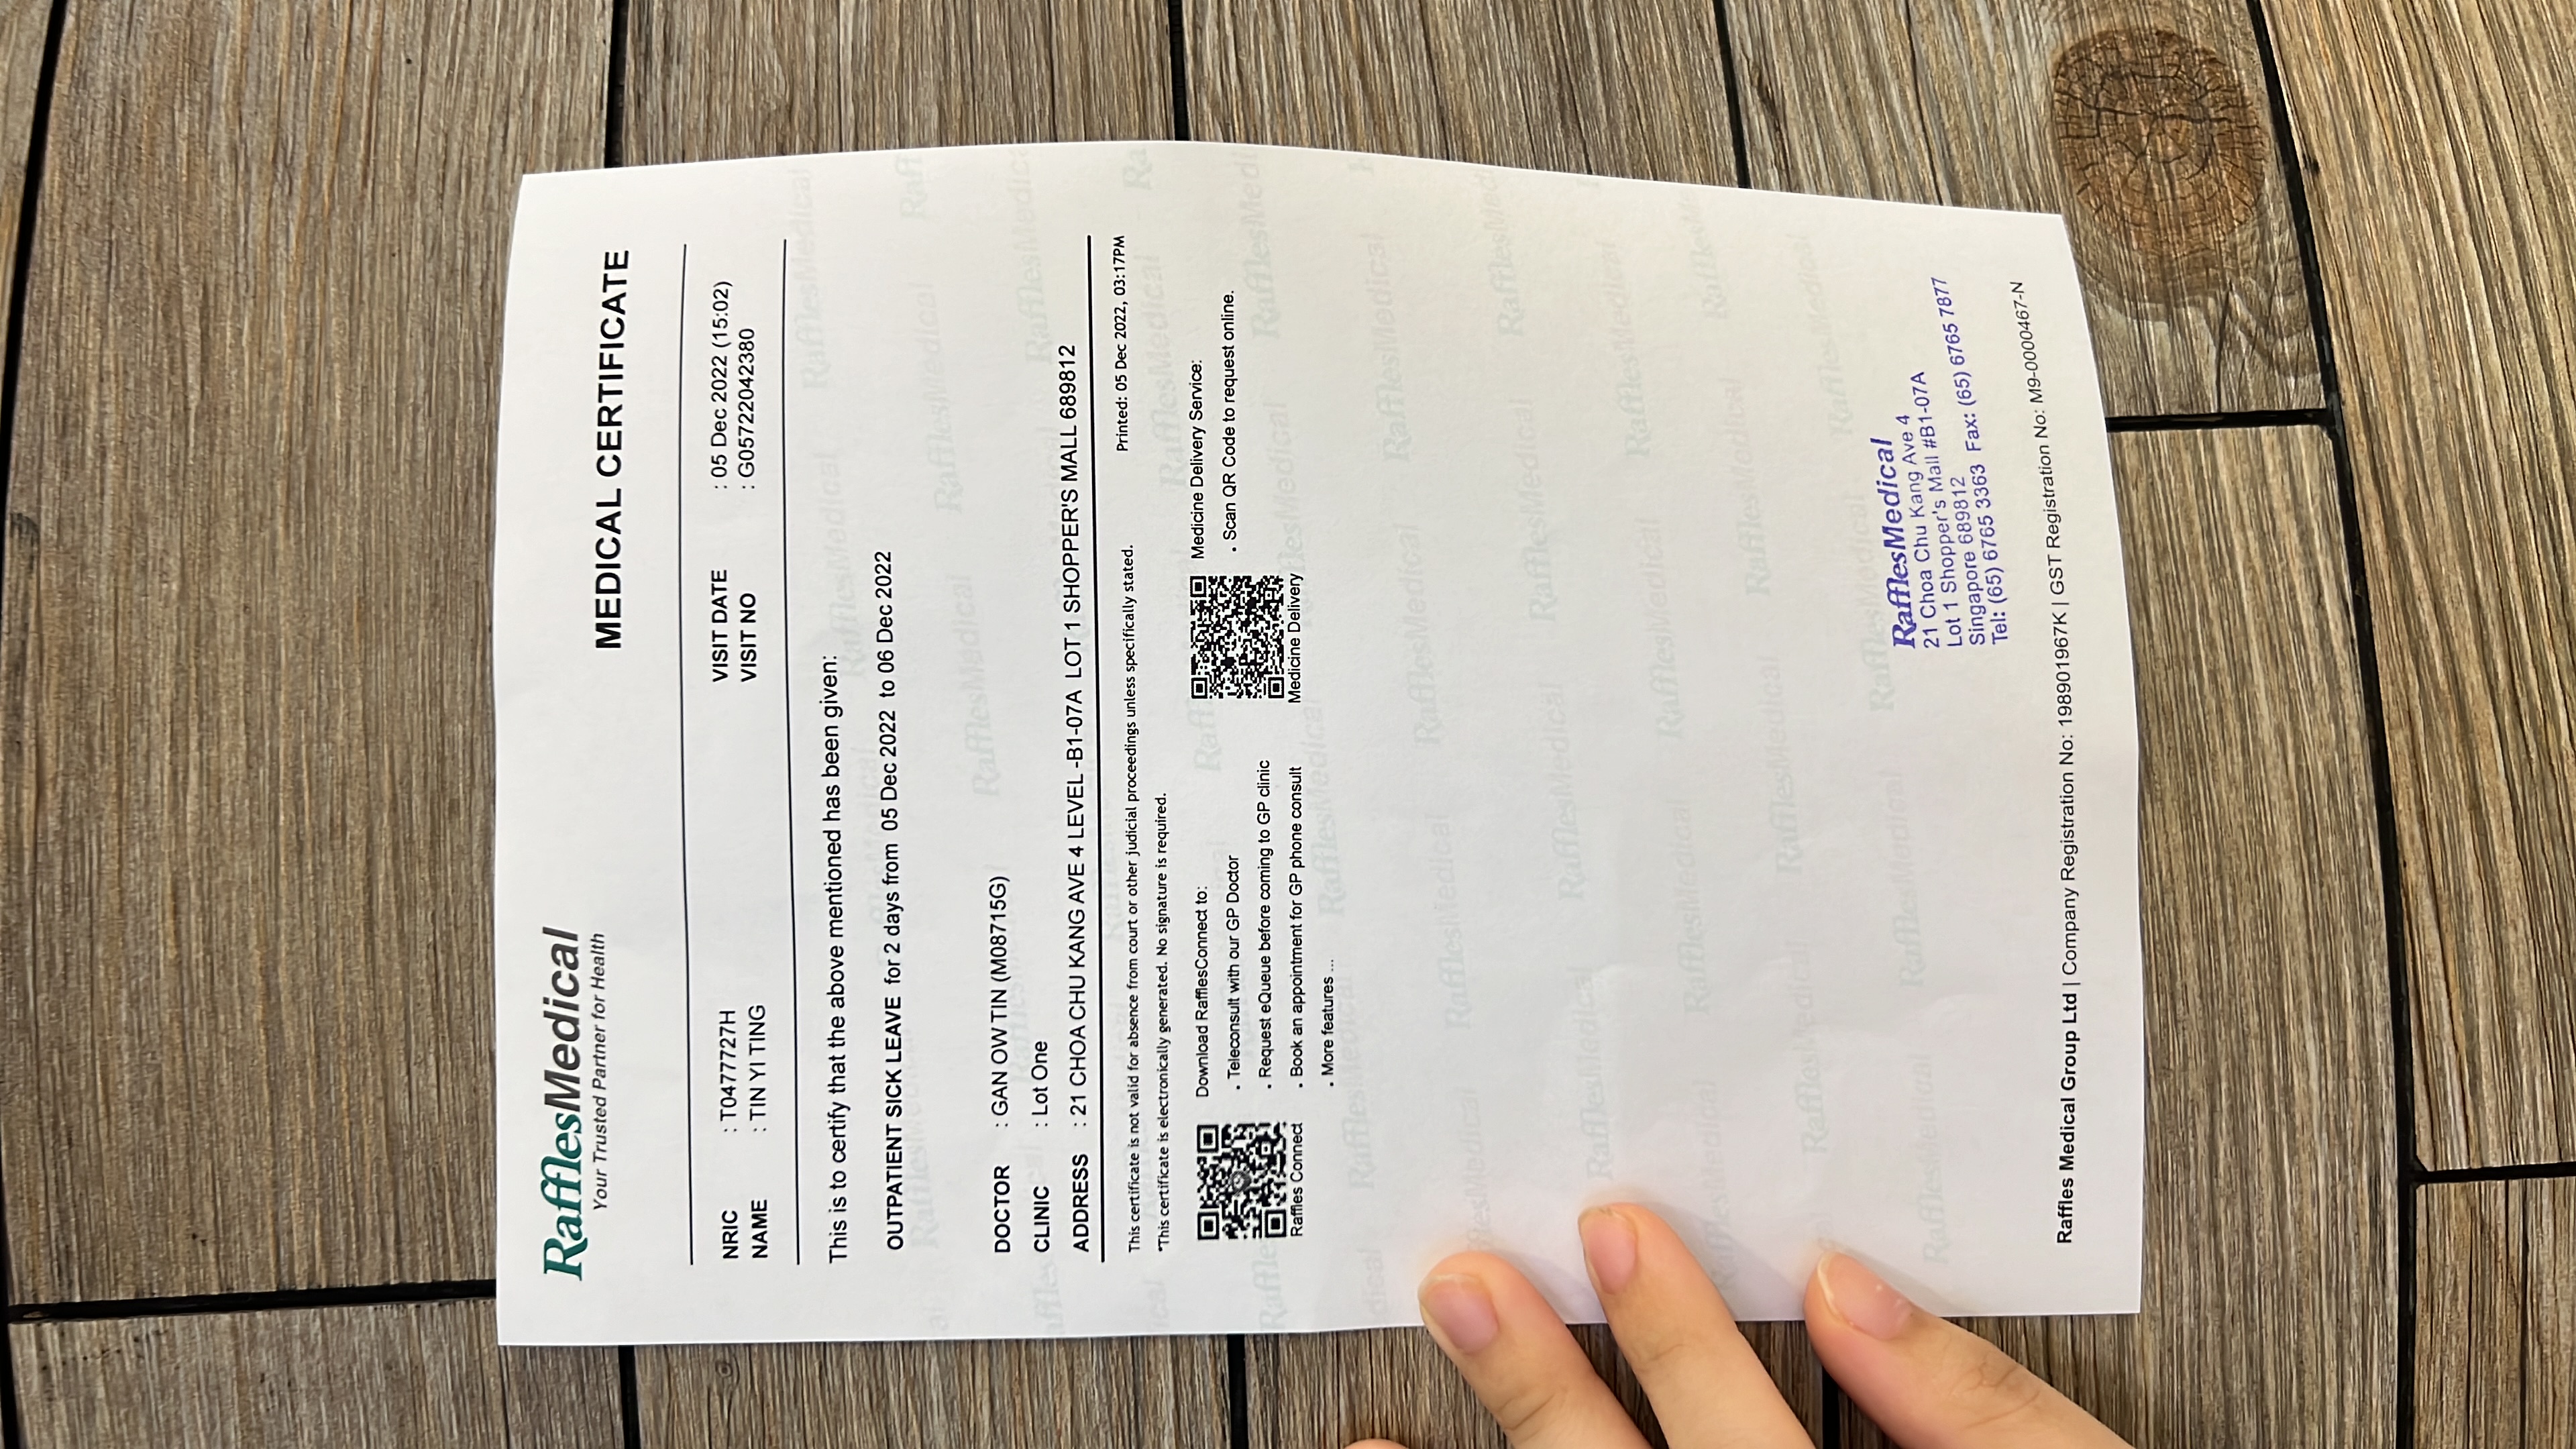 RafflesMedical
Your Trusted Partner for Health
MEDICAL CERTIFICATE
NRIC : T0477727H
NAME : TIN YI TING
VISIT DATE : 05 Dec 2022 (15:02)
VISIT NO : G05722042380
This is to certify that the above mentioned has been given:
OUTPATIENT SICK LEAVE for 2 days from 05 Dec 2022 to 06 Dec 2022
DOCTOR : GAN OW TIN (M08715G)
CLINIC : Lot One
ADDRESS : 21 CHOA CHU KANG AVE 4 LEVEL -B1-07A LOT 1 SHOPPER'S MALL 689812
This certificate is not valid for absence from court or other judicial proceedings unless specifically stated.
Printed: 05 Dec 2022, 03:17PM
*This certificate is electronically generated. No signature is required.
Raffles Connect
Download RafflesConnect to:
. Teleconsult with our GP Doctor
. Request eQueue before coming to GP clinic
. Book an appointment for GP phone consult
. More features ...
Medicine Delivery
Medicine Delivery Service:
. Scan QR Code to request online.
RafflesMedical
21 Choa Chu Kang Ave 4
Lot 1 Shopper's Mall #B1-07A
Singapore 689812
Tel: (65) 6765 3363 Fax: (65) 6765 7877
Raffles Medical Group Ltd | Company Registration No: 198901967K | GST Registration No: M9-0000467-N